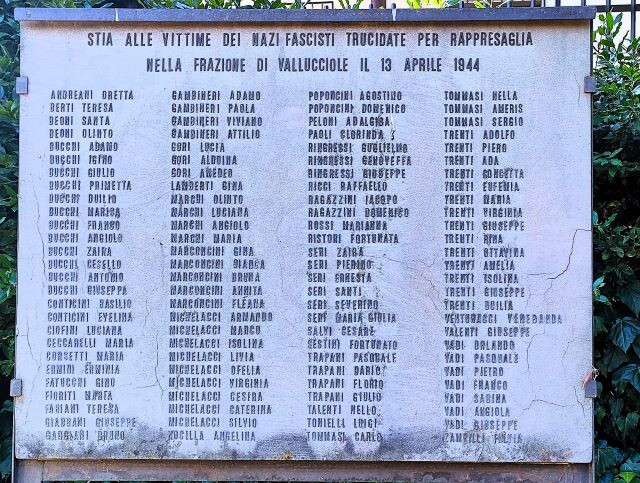 STIA ALLE VITTIME DEI NAZI FASCISTI TRUCIDATE PER RAPPRESAGLIA
NELLA FRAZIONE DI VALLUCCIOLE IL 13 APRILE 1944
ANDREANI ORETTA
BERTI TERESA
BEONI SANTA
BEONI OLINTO
BUCCHI ADAMO
BUCCHI IGINO
BUCCHI GIULIO
BUCCHI PRIMETTA
BUCCHI DUILIO
BUCCHI MARICA
BUCCHI FRANCO
BUCCHI ANGIOLO
BUCCHI ZAIRA
BUCCHI CESELLO
BUCCHI ANTONIO
BUCCHI GIUSEPPA
CONTICINI BASILIO
CONTICINI EVELINA
CIOFINI LUCIANA
CECCARELLI MARIA
CORSETTI MARIA
ERMINI ERMINIA
FATUCCHI GINO
FIORITI MARTA
FABIANI TERESA
GIABBANI GIUSEPPE
GABBIANI BRUNO
GAMBINERI ADAMO
GAMBINERI PAOLA
GAMBINERI VIVIANO
GAMBINERI ATTILIO
GORI LUCIA
GORI ALDUINA
GORI AMEDEO
LAMBERTI GINA
MARCHI OLINTO
MARCHI LUCIANA
MARCHI ANGIOLO
MARCHI MARIA
MARCONCINI GINA
MARCONCINI BIANCA
MARCONCINI BRUNA
MARCONCINI ANNITA
MARCONCINI FLEANA
MICHELACCI ARMANDO
MICHELACCI MARCO
MICHELACCI ISOLINA
MICHELACCI LIVIA
MICHELACCI OFELIA
MICHELACCI VIRGINIA
MICHELACCI CESIRA
MICHELACCI CATERINA
MICHELACCI SILVIO
NOCILLA ANGELINA
POPONCINI AGOSTINO
POPONCINI DOMENICO
PELONI ADALGISA
PAOLI CLORINDA
RINGRESSI GUGLIELMO
RINGRESSI GENOVEFFA
RINGRESSI GIUSEPPE
RICCI RAFFAELLO
RAGAZZINI JACOPO
RAGAZZINI DOMENICO
ROSSI MARIANNA
RISTORI FORTUNATA
SERI ZAIRA
SERI PIERINO
SERI ERNESTA
SERI SANTI
SERI SEVERINO
SERI MARIA GIULIA
SALVI CESARE
SESTINI FORTUNATO
TRAPANI PASQUALE
TRAPANI DARIO
TRAPANI FLORIO
TRAPANI GIULIO
TALENTI NELLO
TONIELLI LUIGI
TOMMASI CARLO
TOMMASI NELLA
TOMMASI AMERIS
TOMMASI SERGIO
TRENTI ADOLFO
TRENTI PIERO
TRENTI ADA
TRENTI CONCETTA
TRENTI EUFEMIA
TRENTI MARIA
TRENTI VIRGINIA
TRENTI GIUSEPPE
TRENTI RINA
TRENTI OTTAVINA
TRENTI AMELIA
TRENTI ISOLINA
TRENTI GIUSEPPE
TRENTI DUILIA
VENTURUCCI VENERANDA
VALENTI GIUSEPPE
VADI ORLANDO
VADI PASQUALE
VADI PIETRO
VADI FRANCO
VADI SABINA
VADI ANGIOLA
VADI GIUSEPPE
ZAMPILLI FULVIA